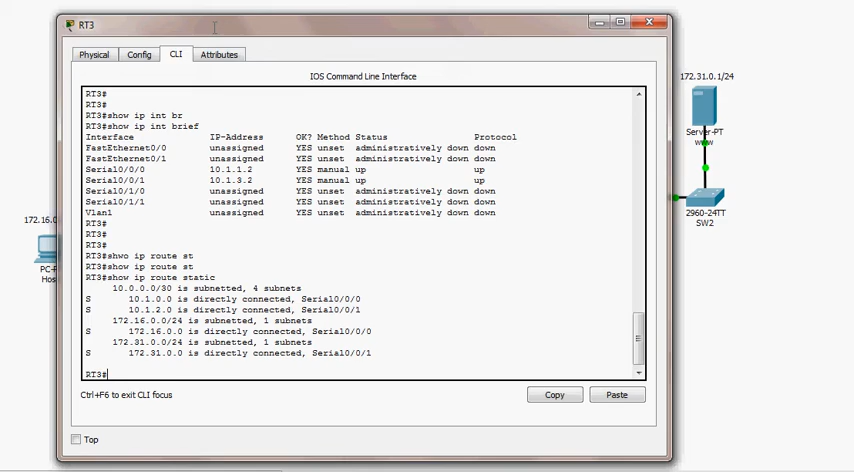 RT3
Physical Config CLI Attributes
IOS Command Line Interface
RT3#
RT3#
RT3#show ip int br
RT3#show ip int brief
Interface IP-Address OK? Method Status Protocol
FastEthernet0/0 unassigned YES unset administratively down down
FastEthernet0/1 unassigned YES unset administratively down down
Serial0/0/0 10.1.1.2 YES manual up up
Serial0/0/1 10.1.3.2 YES manual up up
Serial0/1/0 unassigned YES unset administratively down down
Serial0/1/1 unassigned YES unset administratively down down
Vlan1 unassigned YES unset administratively down down
RT3#
RT3#
RT3#
RT3#shwo ip route st
RT3#show ip route st
RT3#show ip route static
10.0.0.0/30 is subnetted, 4 subnets
S 10.1.0.0 is directly connected, Serial0/0/0
S 10.1.2.0 is directly connected, Serial0/0/1
172.16.0.0/24 is subnetted, 1 subnets
S 172.16.0.0 is directly connected, Serial0/0/0
172.31.0.0/24 is subnetted, 1 subnets
S 172.31.0.0 is directly connected, Serial0/0/1
RT3#
Ctrl+F6 to exit CLI focus
Copy Paste
Top
172.16.0
PC-P
Hos
172.31.0.1/24
Server-PT
www
2960-24TT
SW2